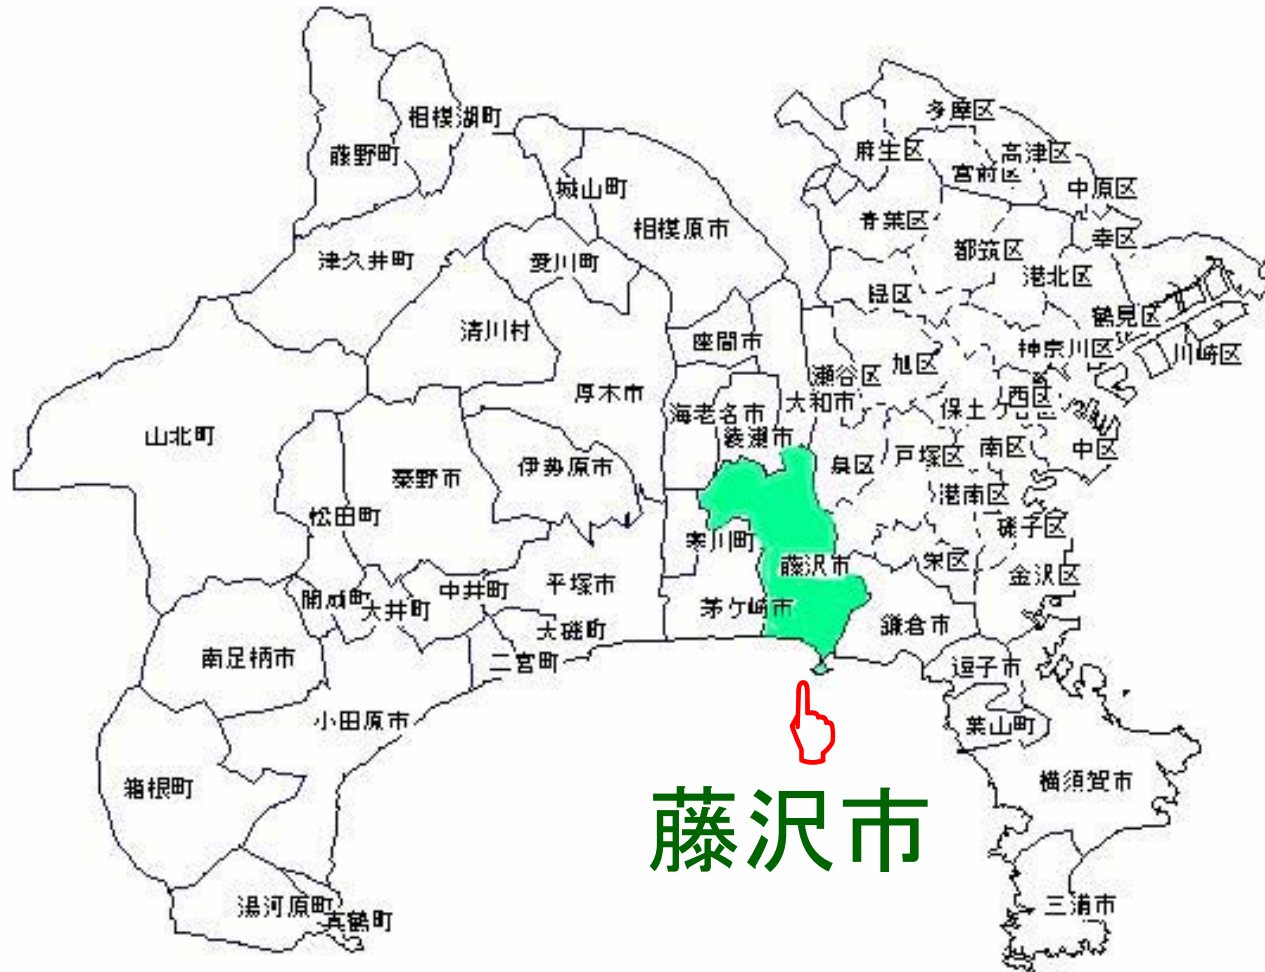 相模湖町
多摩区
藤野町
麻生区
高津区
宮前区
中原区
城山町
相模原市
青葉区
幸区
都筑区
津久井町
愛川町
港北区
緑区
鶴見区
清川村
座間市
神奈川区
川崎区
瀬谷区
旭区
厚木市
西区
大和市
海老名市
保土ケ
綾瀬市
山北町
南区
中区
戸塚区
泉区
伊勢原市
秦野市
港南区
松田町
磯子区
寒川町
藤沢市
栄区
金沢区
平塚市
中井町
開成町
大井町
茅ケ崎市
鎌倉市
大磯町
南足柄市
二宮町
逗子市
小田原市
葉山町
箱根町
横須賀市
藤沢市
湯河原町
真鶴町
三浦市